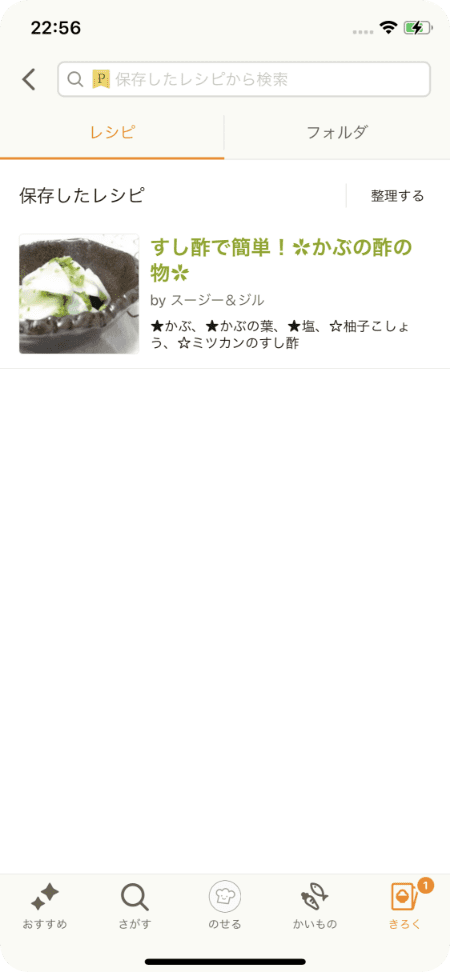 22:56
P 保存したレシピから検索
レシピ フォルダ
保存したレシピ 整理する
すし酢で簡単！✲かぶの酢の
物✲
by スージー＆ジル
★かぶ、★かぶの葉、★塩、☆柚子こしょ
う、☆ミツカンのすし酢
1
おすすめ さがす のせる かいもの きろく